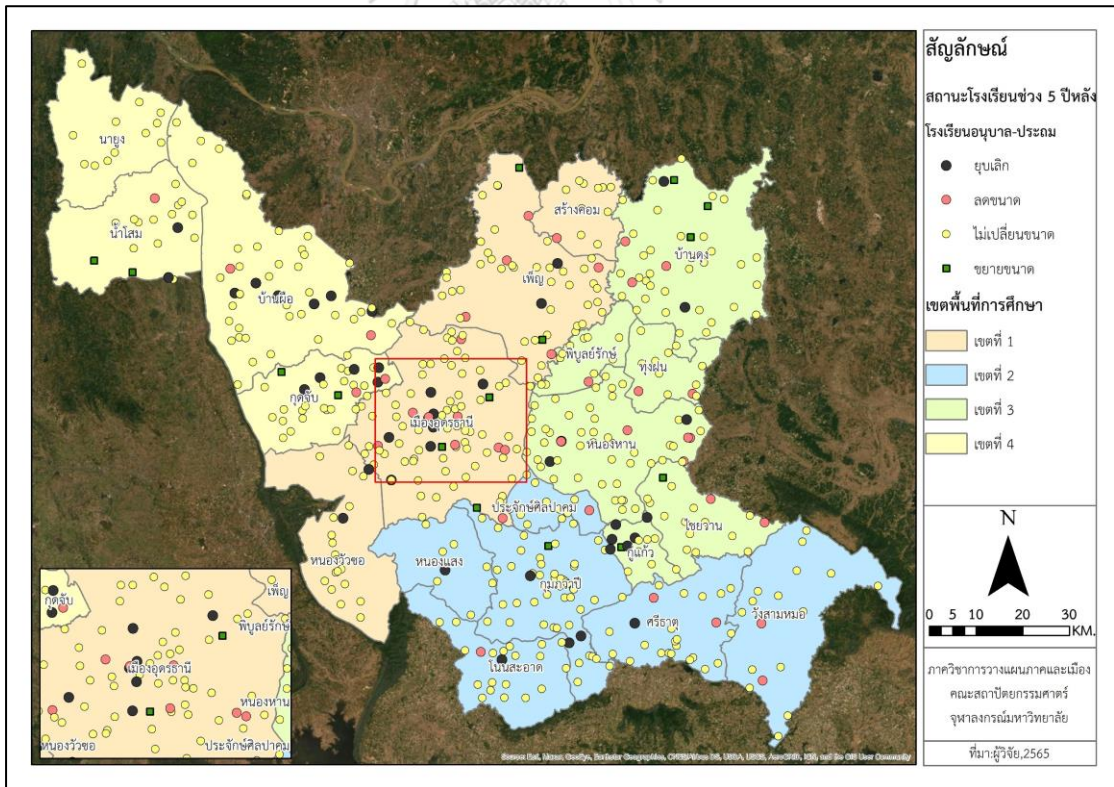 นายูง
สร้างคอม
น้ำโสม
บ้านดุง
เพ็ญ
บ้านผือ
พิบูลย์รักษ์
ทุ่งฝน
กุดจับ
เมืองอุดรธานี
หนองหาน
ประจักษ์ศิลปาคม
ไชยวาน
หนองวัวซอ
หนองแสง
กู่แก้ว
กุมภวาปี
วังสามหมอ
ศรีธาตุ
โนนสะอาด
กุดจับ
เพ็ญ
พิบูลย์รักษ์
เมืองอุดรธานี
หนองหาน
หนองวัวซอ
ประจักษ์ศิลปาคม
Source: Esri, Maxar, GeoEye, Earthstar Geographics, CNES/Airbus DS, USDA, USGS, AeroGRID, IGN, and the GIS User Community
สัญลักษณ์
สถานะโรงเรียนช่วง 5 ปีหลัง
โรงเรียนอนุบาล-ประถม
ยุบเลิก
ลดขนาด
ไม่เปลี่ยนขนาด
ขยายขนาด
เขตพื้นที่การศึกษา
เขตที่ 1
เขตที่ 2
เขตที่ 3
เขตที่ 4
N
0 5 10 20 30
KM.
ภาควิชาการวางแผนภาคและเมือง
คณะสถาปัตยกรรมศาตร์
จุฬาลงกรณ์มหาวิทยาลัย
ที่มา:ผู้วิจัย,2565